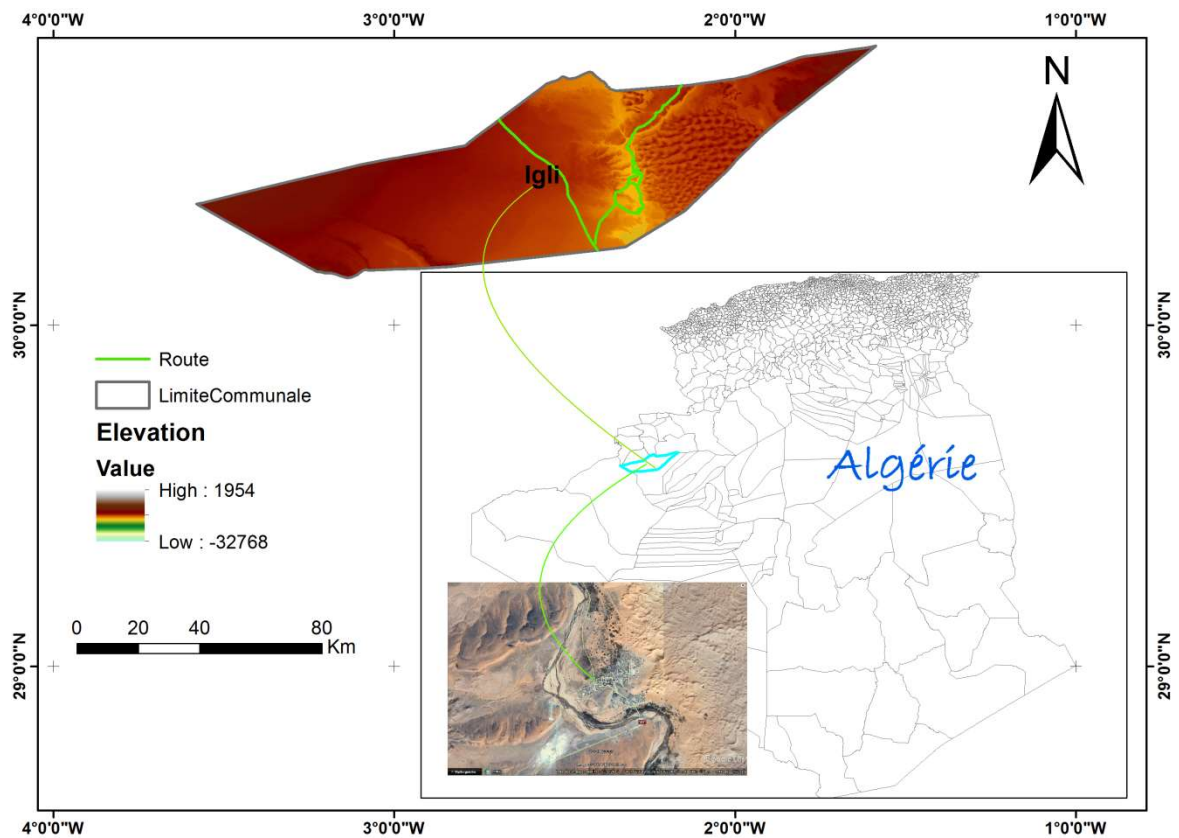 4°0'0"W 3°0'0"W 2°0'0"W 1°0'0"W
N
Igli
30°0'0"N 30°0'0"N
Route
LimiteCommunale
Elevation
Value
High : 1954
Low : -32768
Algérie
0 20 40 80
Km
29°0'0"N 29°0'0"N
4°0'0"W 3°0'0"W 2°0'0"W 1°0'0"W